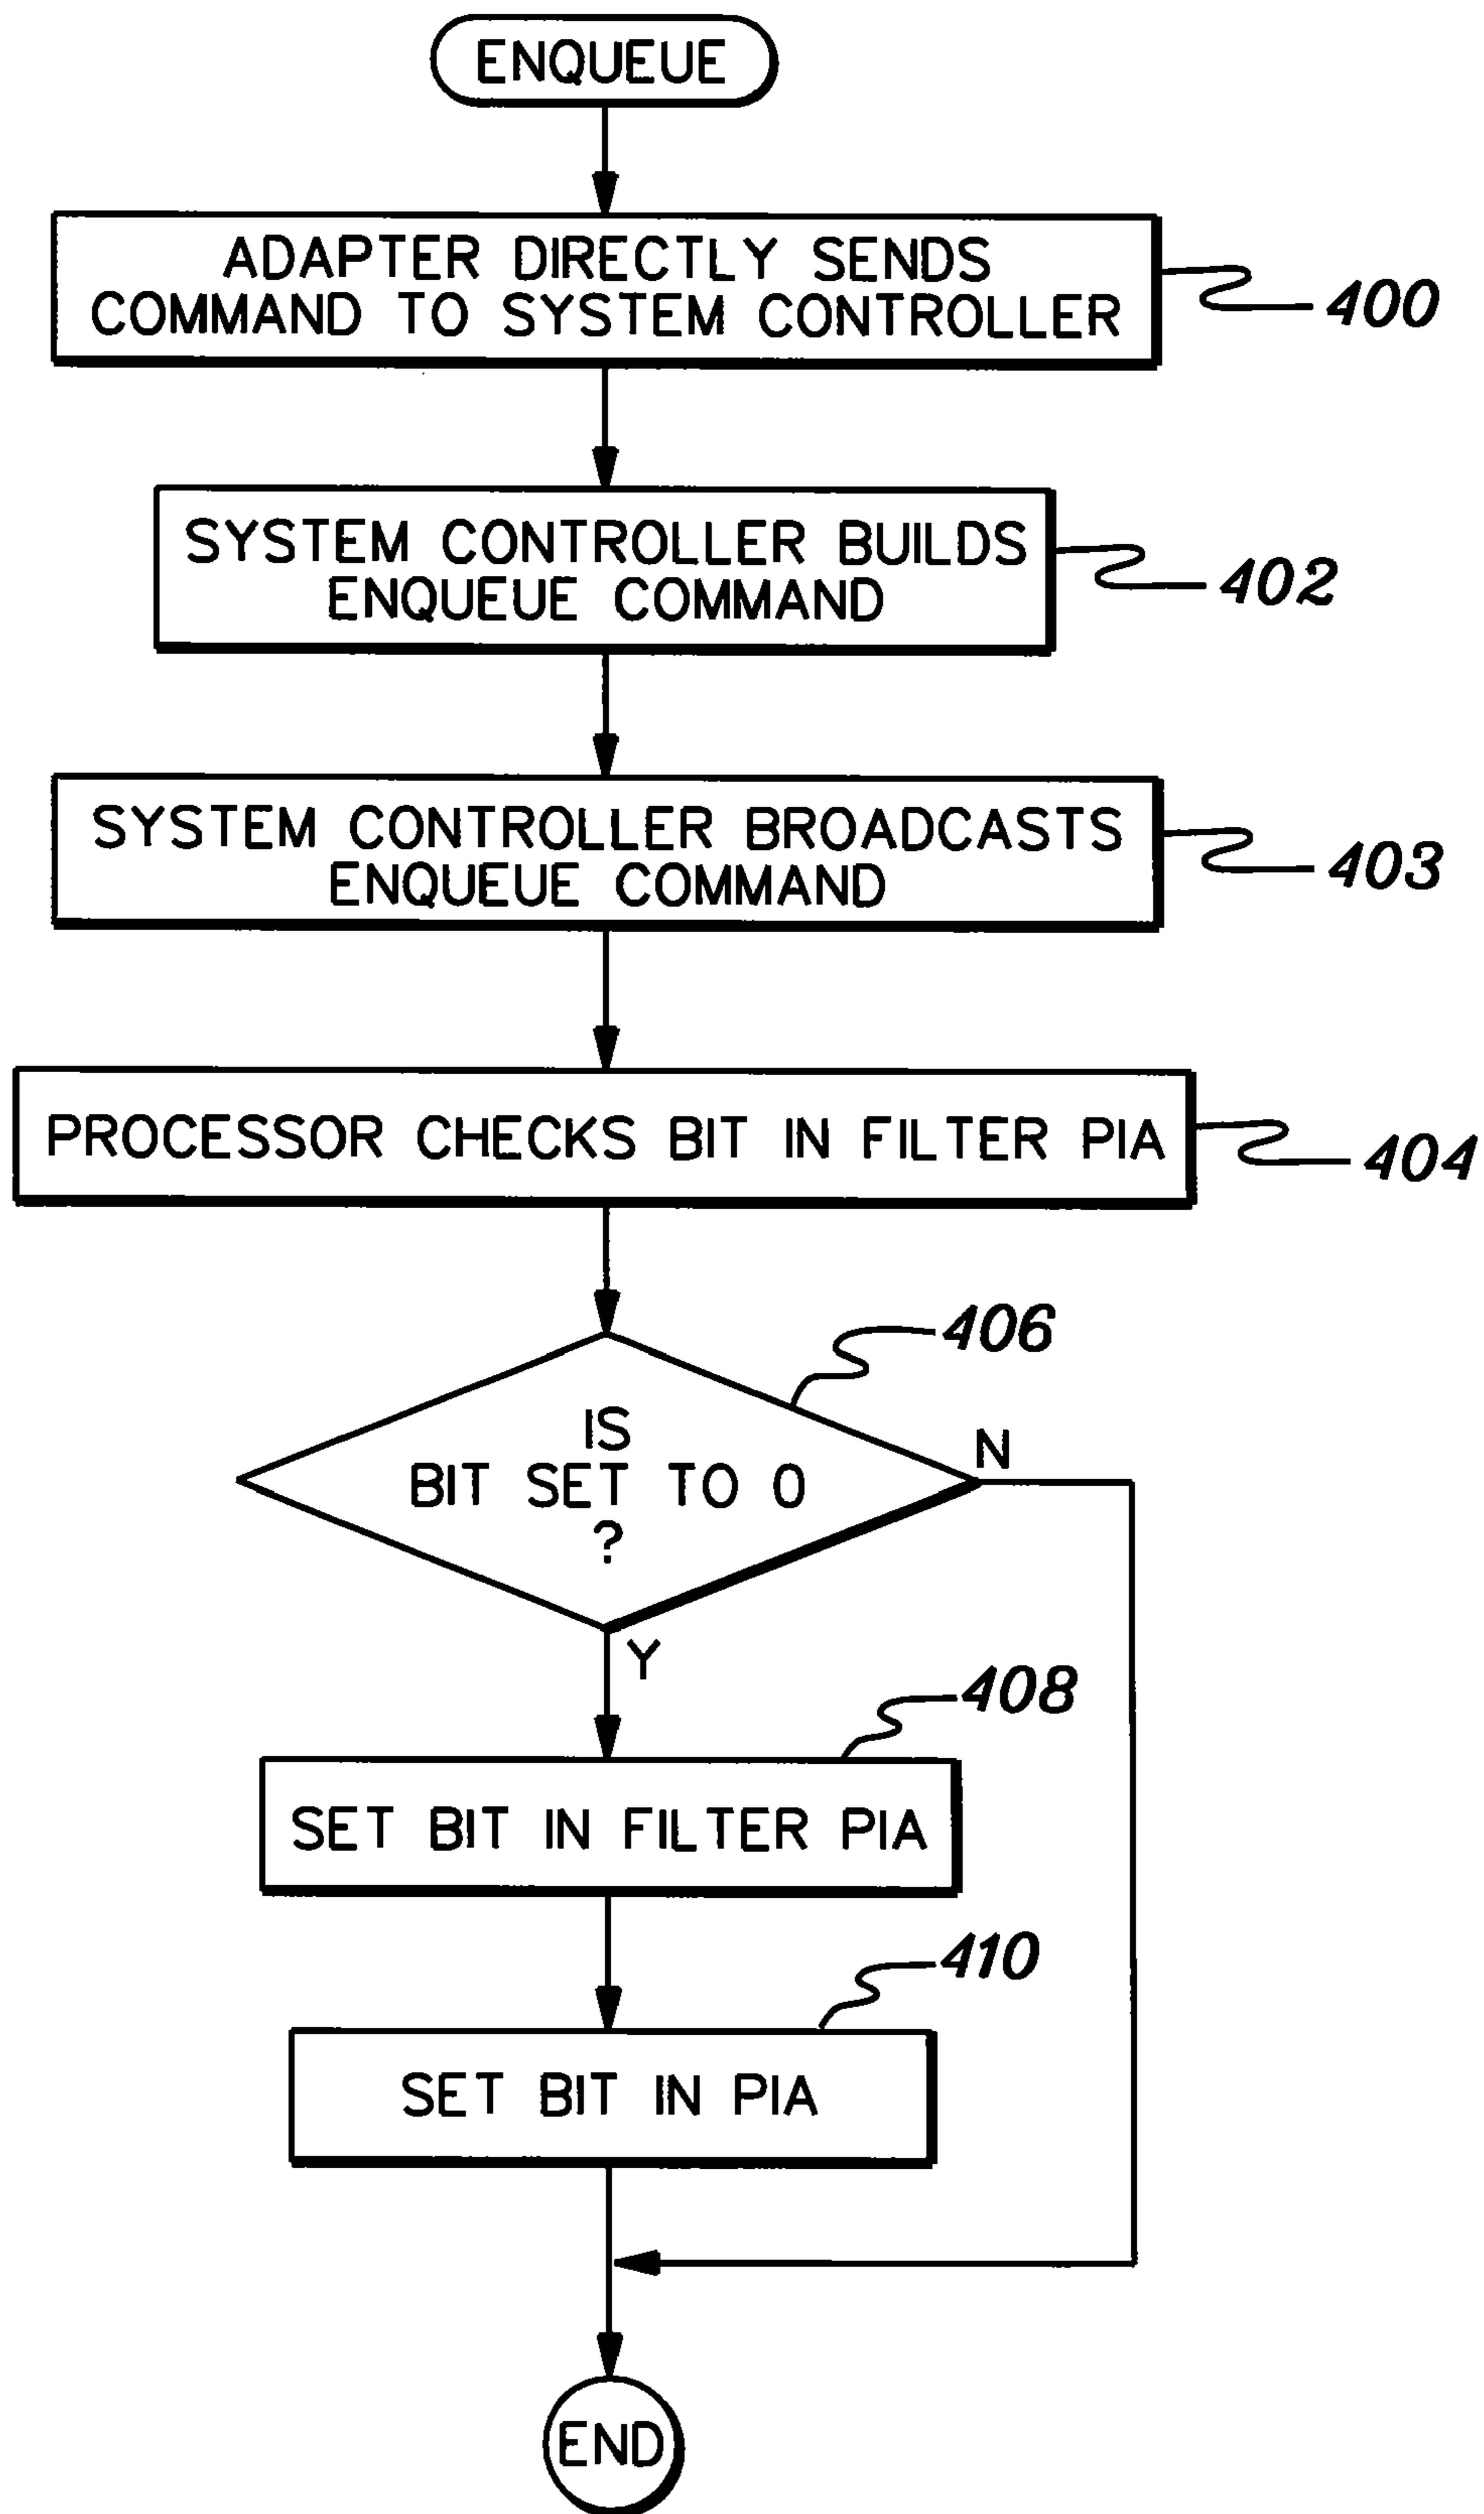 ENQUEUE
ADAPTER DIRECTLY SENDS
COMMAND TO SYSTEM CONTROLLER
400
SYSTEM CONTROLLER BUILDS
ENQUEUE COMMAND
402
SYSTEM CONTROLLER BROADCASTS
ENQUEUE COMMAND
403
PROCESSOR CHECKS BIT IN FILTER PIA
404
406
IS
BIT SET TO 0
?
N
Y
408
SET BIT IN FILTER PIA
410
SET BIT IN PIA
END